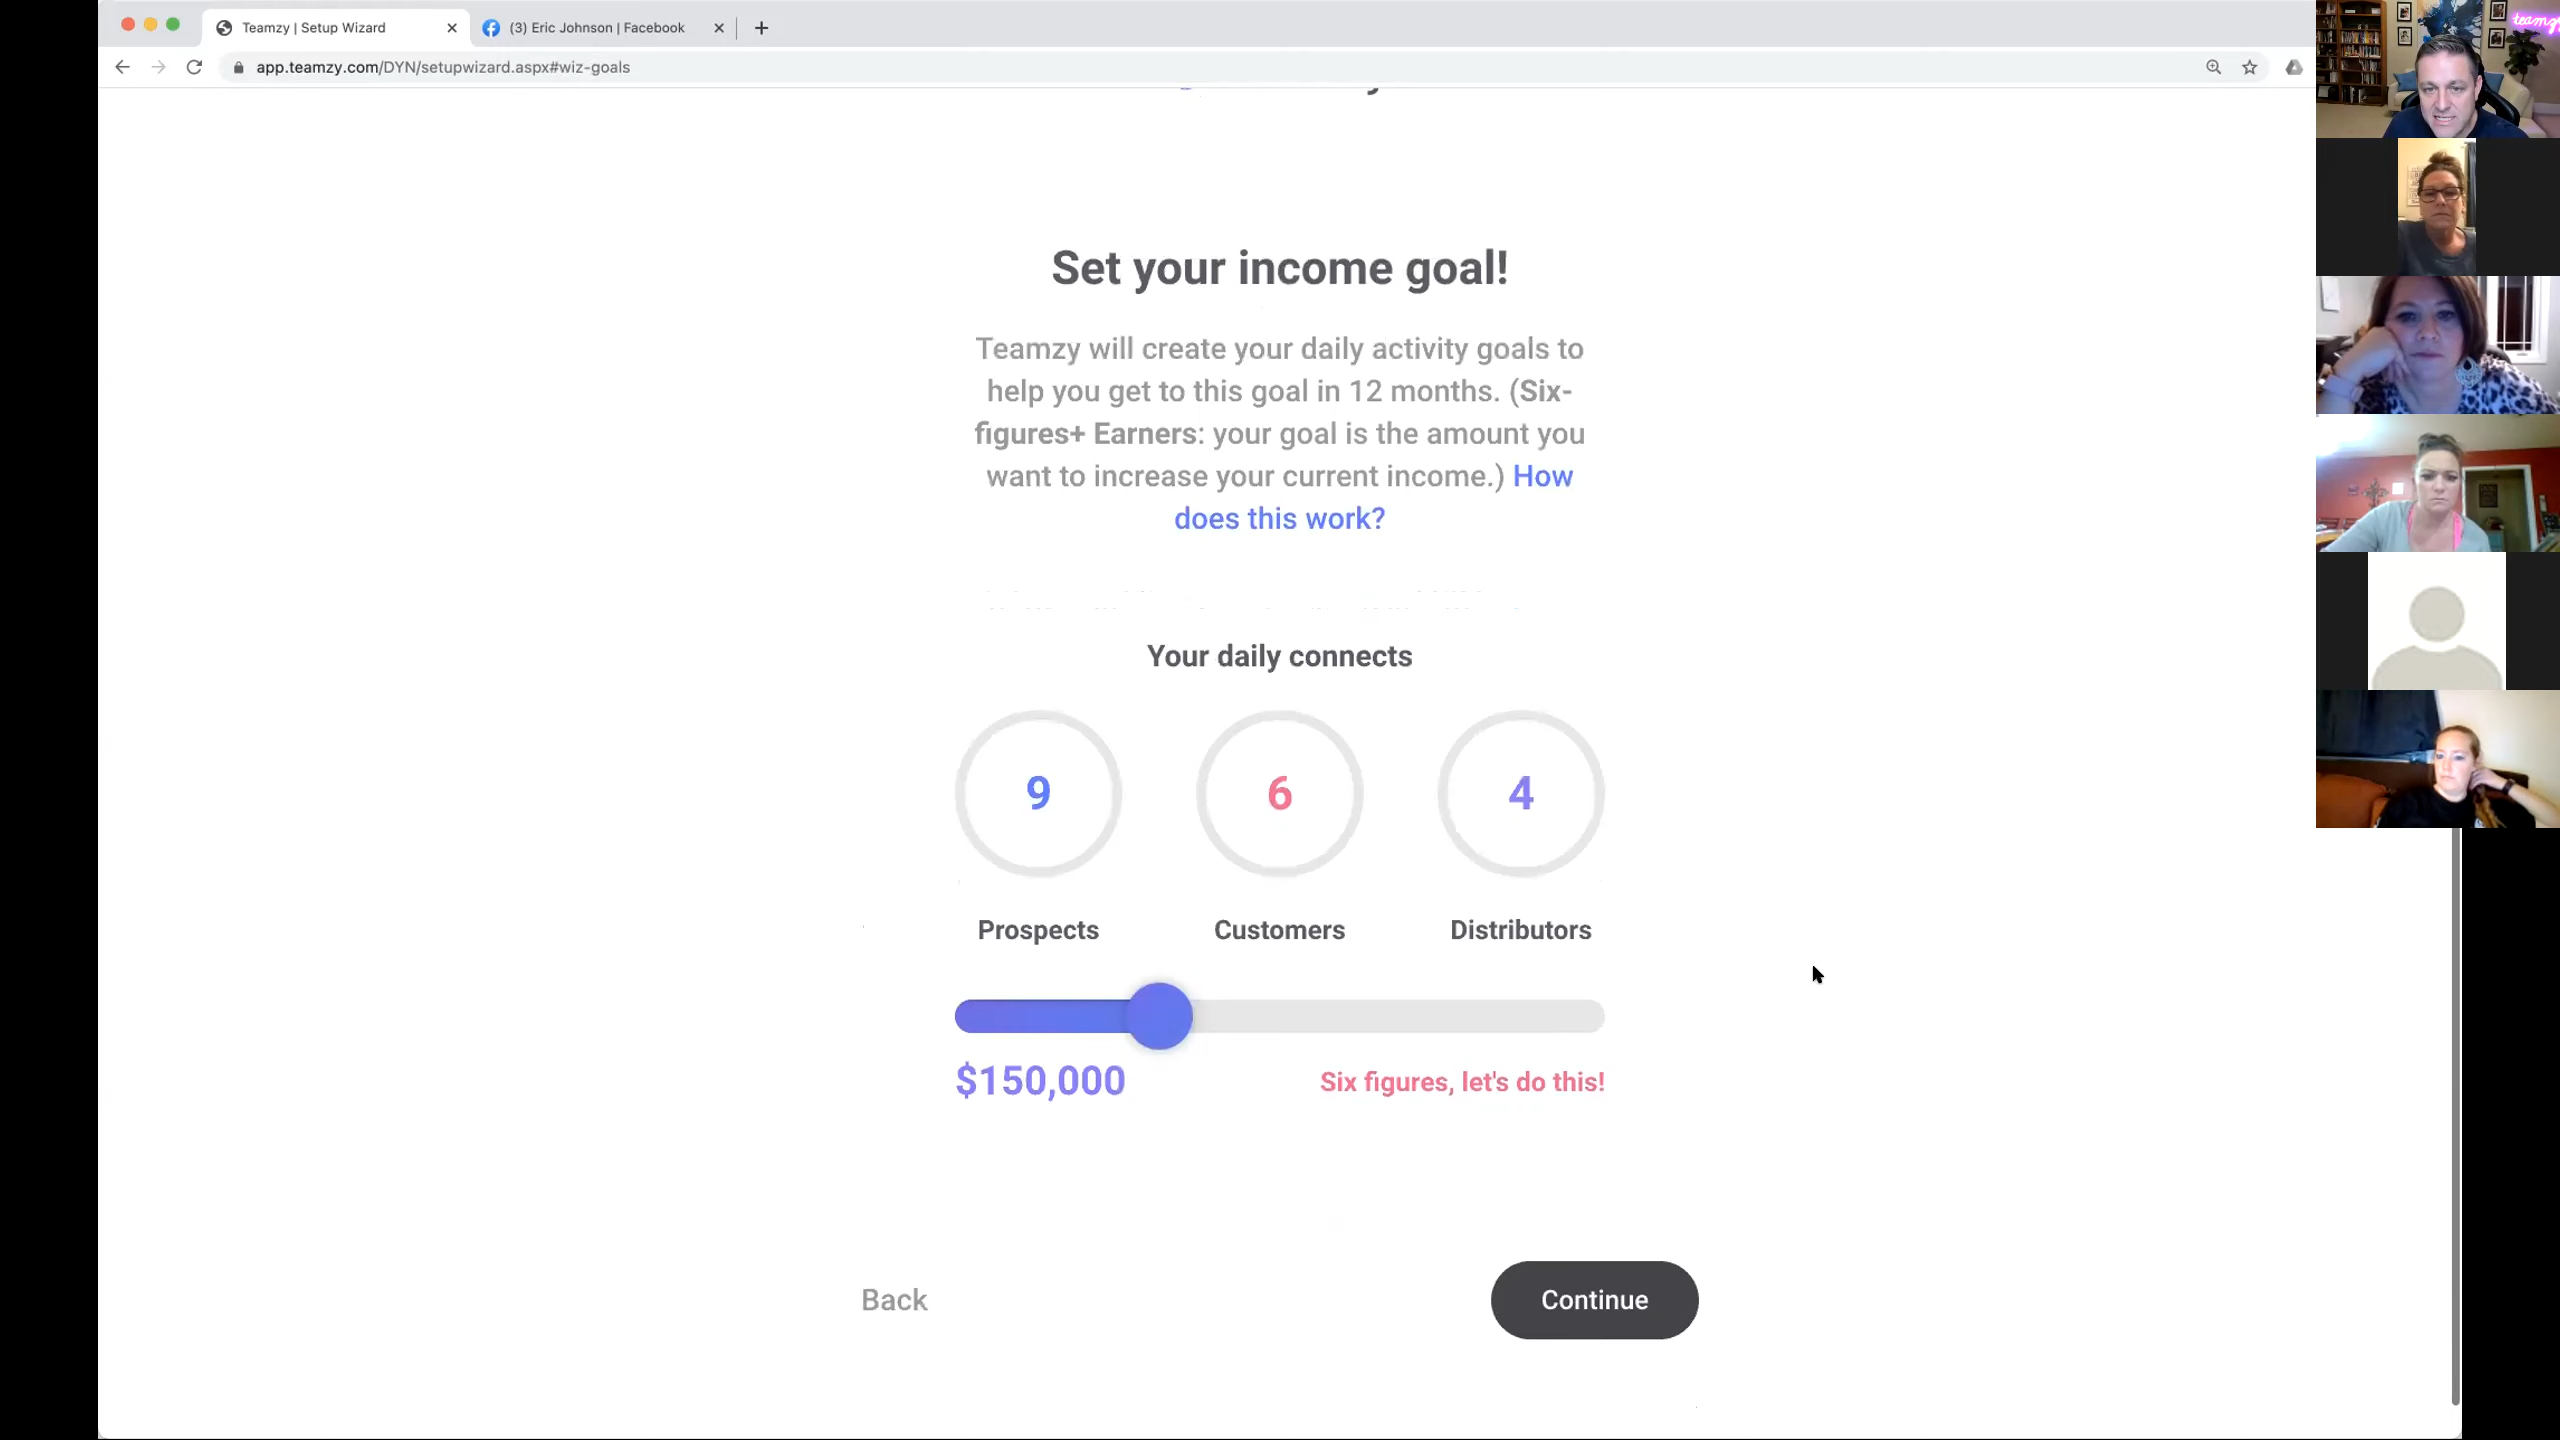 Teamzy | Setup Wizard
(3) Eric Johnson | Facebook
app.teamzy.com/DYN/setupwizard.aspx#wiz-goals
Set your income goal!
Teamzy will create your daily activity goals to
help you get to this goal in 12 months. (Six-
figures+ Earners: your goal is the amount you
want to increase your current income.) How
does this work?
Your daily connects
9
6
4
Prospects
Customers
Distributors
$150,000
Six figures, let's do this!
Back
Continue